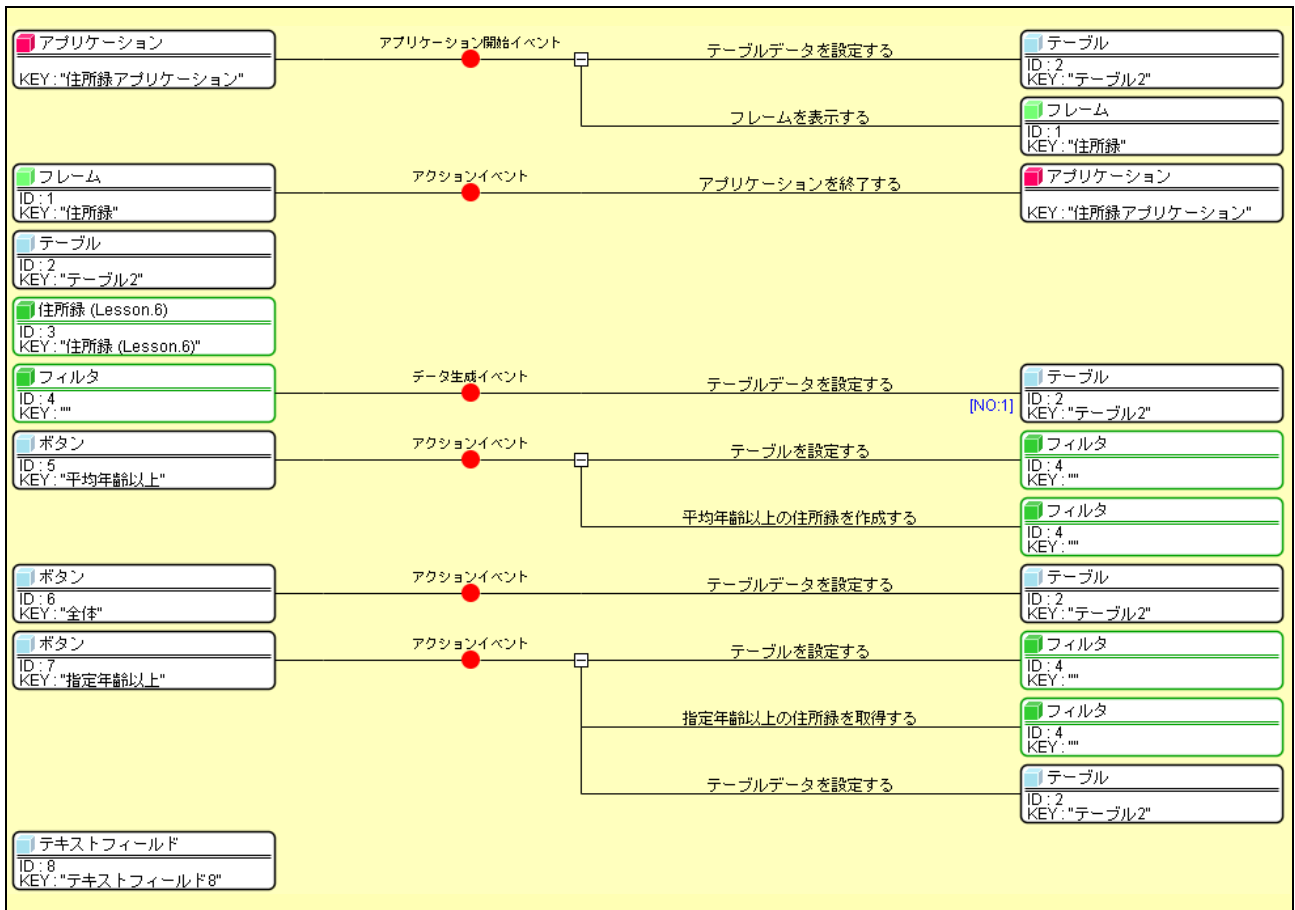 アプリケーション
KEY : "住所録アプリケーション"
アプリケーション開始イベント
テーブルデータを設定する
テーブル
ID : 2
KEY : "テーブル2"
フレームを表示する
フレーム
ID : 1
KEY : "住所録"
フレーム
ID : 1
KEY : "住所録"
アクションイベント
アプリケーションを終了する
アプリケーション
KEY : "住所録アプリケーション"
テーブル
ID : 2
KEY : "テーブル2"
住所録 (Lesson.6)
ID : 3
KEY : "住所録 (Lesson.6)"
フィルタ
ID : 4
KEY : ""
データ生成イベント
テーブルデータを設定する
[NO:1]
テーブル
ID : 2
KEY : "テーブル2"
ボタン
ID : 5
KEY : "平均年齢以上"
アクションイベント
テーブルを設定する
フィルタ
ID : 4
KEY : ""
平均年齢以上の住所録を作成する
フィルタ
ID : 4
KEY : ""
ボタン
ID : 6
KEY : "全体"
アクションイベント
テーブルデータを設定する
テーブル
ID : 2
KEY : "テーブル2"
ボタン
ID : 7
KEY : "指定年齢以上"
アクションイベント
テーブルを設定する
フィルタ
ID : 4
KEY : ""
指定年齢以上の住所録を取得する
フィルタ
ID : 4
KEY : ""
テーブルデータを設定する
テーブル
ID : 2
KEY : "テーブル2"
テキストフィールド
ID : 8
KEY : "テキストフィールド8"